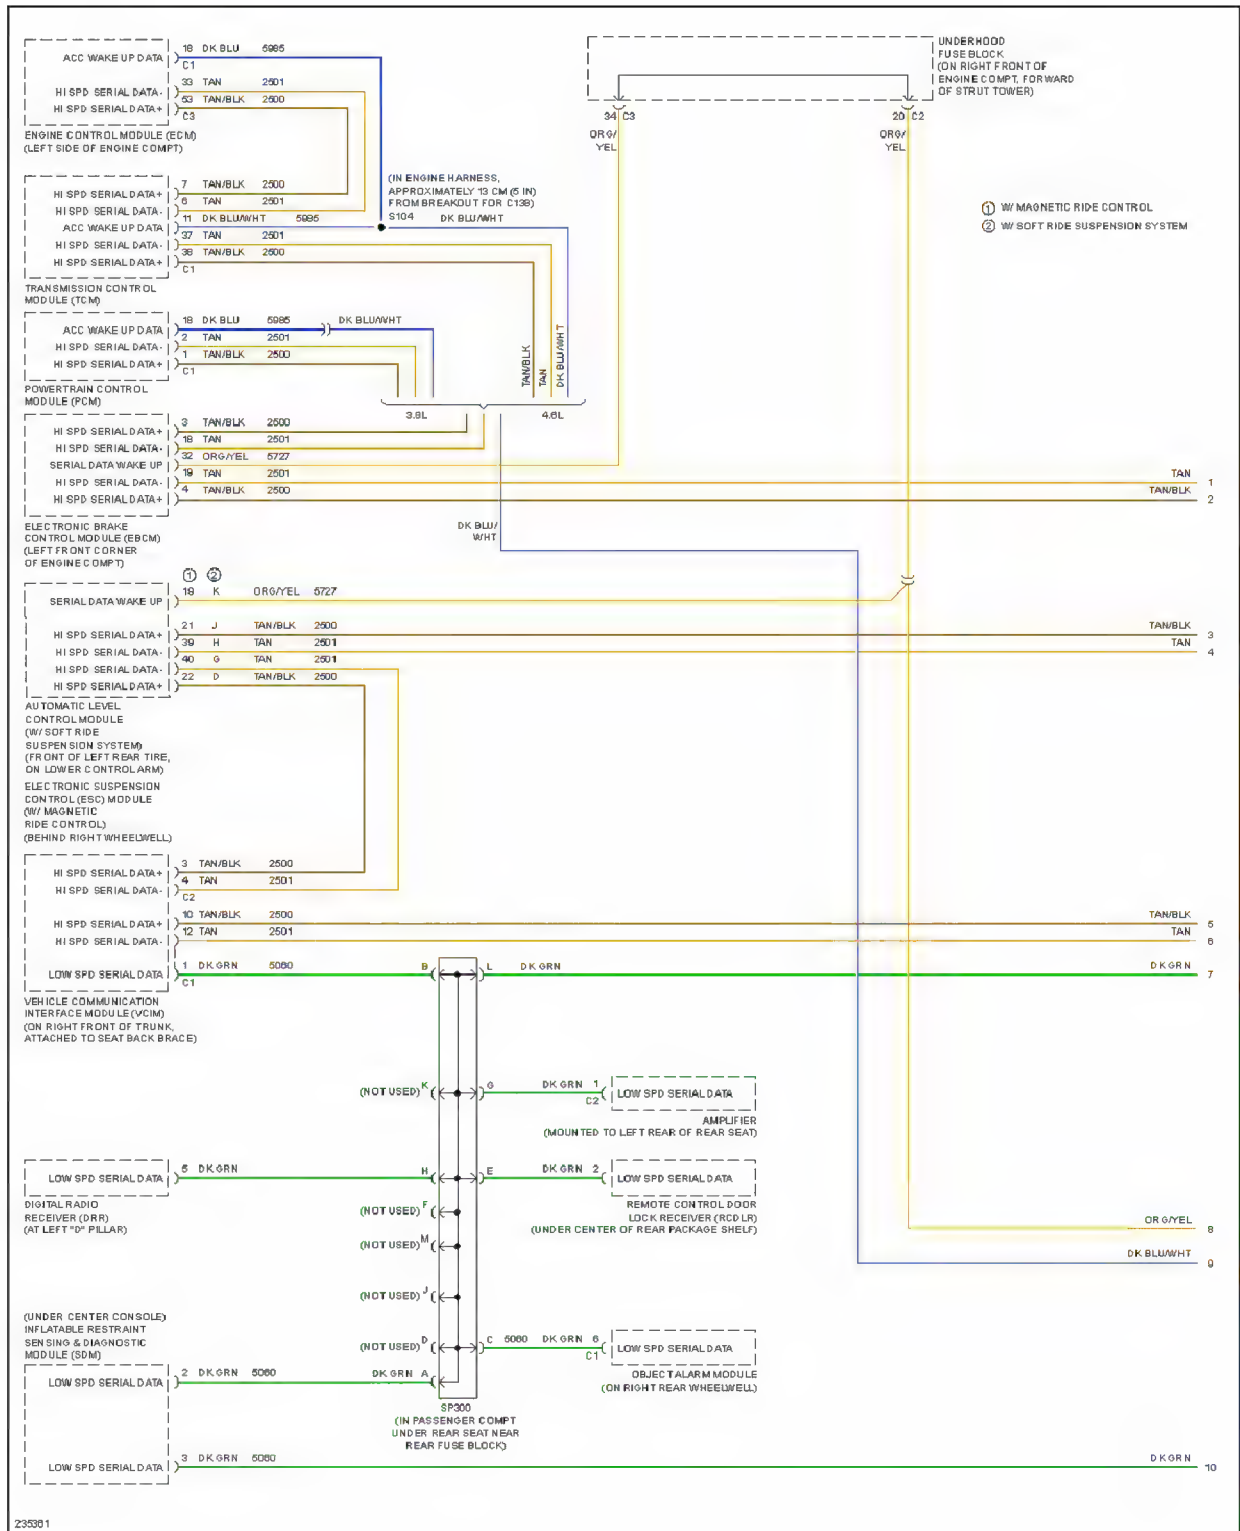 18 DK BLU 5985
ACC WAKE UP DATA
C1
33 TAN 2501
HI SPD SERIAL DATA-
53 TAN/BLK 2500
HI SPD SERIAL DATA+
C3
ENGINE CONTROL MODULE (ECM)
(LEFT SIDE OF ENGINE COMPT)
UNDERHOOD
FUSE BLOCK
(ON RIGHT FRONT OF
ENGINE COMPT, FORWARD
OF STRUT TOWER)
34 C3
ORG/
YEL
20 C2
ORG/
YEL
1 W/ MAGNETIC RIDE CONTROL
2 W/ SOFT RIDE SUSPENSION SYSTEM
7 TAN/BLK 2500
HI SPD SERIAL DATA+
6 TAN 2501
HI SPD SERIAL DATA-
11 DK BLU/WHT 5985
ACC WAKE UP DATA
37 TAN 2501
HI SPD SERIAL DATA-
38 TAN/BLK 2500
HI SPD SERIAL DATA+
C1
TRANSMISSION CONTROL
MODULE (TCM)
(IN ENGINE HARNESS,
APPROXIMATELY 13 CM (5 IN)
FROM BREAKOUT FOR C138)
S104 DK BLU/WHT
18 DK BLU 5985 DK BLU/WHT
ACC WAKE UP DATA
2 TAN 2501
HI SPD SERIAL DATA-
1 TAN/BLK 2500
HI SPD SERIAL DATA+
C1
POWERTRAIN CONTROL
MODULE (PCM)
TAN/BLK
TAN
DK BLU/WHT
3.8L 4.6L
3 TAN/BLK 2500
HI SPD SERIAL DATA+
18 TAN 2501
HI SPD SERIAL DATA-
32 ORG/YEL 5727
SERIAL DATA WAKE UP
19 TAN 2501
HI SPD SERIAL DATA-
4 TAN/BLK 2500
HI SPD SERIAL DATA+
TAN 1
TAN/BLK 2
ELECTRONIC BRAKE
CONTROL MODULE (EBCM)
(LEFT FRONT CORNER
OF ENGINE COMPT)
DK BLU/
WHT
1 2
18 K ORG/YEL 5727
SERIAL DATA WAKE UP
21 J TAN/BLK 2500
HI SPD SERIAL DATA+
39 H TAN 2501
HI SPD SERIAL DATA-
40 G TAN 2501
HI SPD SERIAL DATA-
22 D TAN/BLK 2500
HI SPD SERIAL DATA+
TAN/BLK 3
TAN 4
AUTOMATIC LEVEL
CONTROL MODULE
(W/ SOFT RIDE
SUSPENSION SYSTEM)
(FRONT OF LEFT REAR TIRE,
ON LOWER CONTROL ARM)
ELECTRONIC SUSPENSION
CONTROL (ESC) MODULE
(W/ MAGNETIC
RIDE CONTROL)
(BEHIND RIGHT WHEELWELL)
3 TAN/BLK 2500
HI SPD SERIAL DATA+
4 TAN 2501
HI SPD SERIAL DATA-
C2
10 TAN/BLK 2500
HI SPD SERIAL DATA+
12 TAN 2501
HI SPD SERIAL DATA-
1 DK GRN 5060
LOW SPD SERIAL DATA
C1
TAN/BLK 5
TAN 6
B L DK GRN
DK GRN 7
VEHICLE COMMUNICATION
INTERFACE MODULE (VCIM)
(ON RIGHT FRONT OF TRUNK,
ATTACHED TO SEAT BACK BRACE)
(NOT USED) K G DK GRN 1
C2
LOW SPD SERIAL DATA
AMPLIFIER
(MOUNTED TO LEFT REAR OF REAR SEAT)
5 DK GRN
LOW SPD SERIAL DATA
H E DK GRN 2
LOW SPD SERIAL DATA
DIGITAL RADIO
RECEIVER (DRR)
(AT LEFT "D" PILLAR)
REMOTE CONTROL DOOR
LOCK RECEIVER (RCDLR)
(UNDER CENTER OF REAR PACKAGE SHELF)
(NOT USED) F
(NOT USED) M
ORG/YEL 8
DK BLU/WHT 9
(NOT USED) J
(NOT USED) D C 5060 DK GRN 6
C1
LOW SPD SERIAL DATA
OBJECT ALARM MODULE
(ON RIGHT REAR WHEELWELL)
(UNDER CENTER CONSOLE)
INFLATABLE RESTRAINT
SENSING & DIAGNOSTIC
MODULE (SDM)
2 DK GRN 5060 DK GRN A
LOW SPD SERIAL DATA
SP300
(IN PASSENGER COMPT
UNDER REAR SEAT NEAR
REAR FUSE BLOCK)
3 DK GRN 5060
LOW SPD SERIAL DATA
DK GRN 10
235361